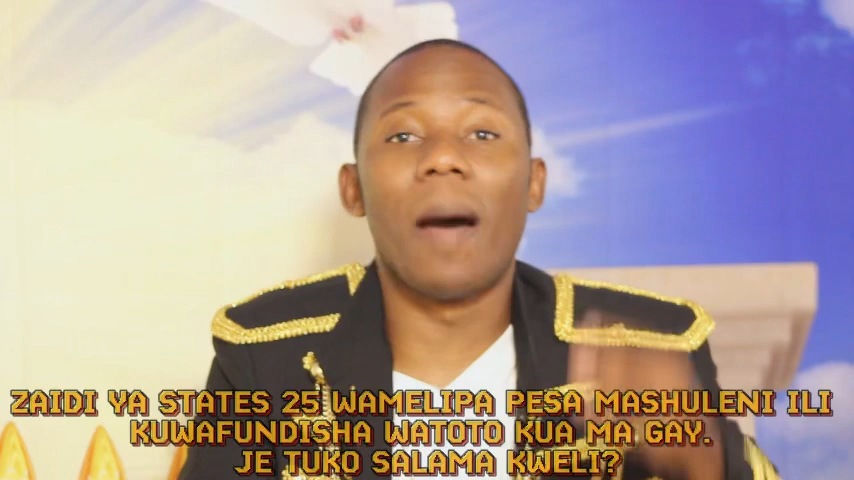 ZAIDI YA STATES 25 WAMELIPA PESA MASHULENI ILI
KUWAFUNDISHA WATOTO KUA MA GAY.
JE TUKO SALAMA KWELI?